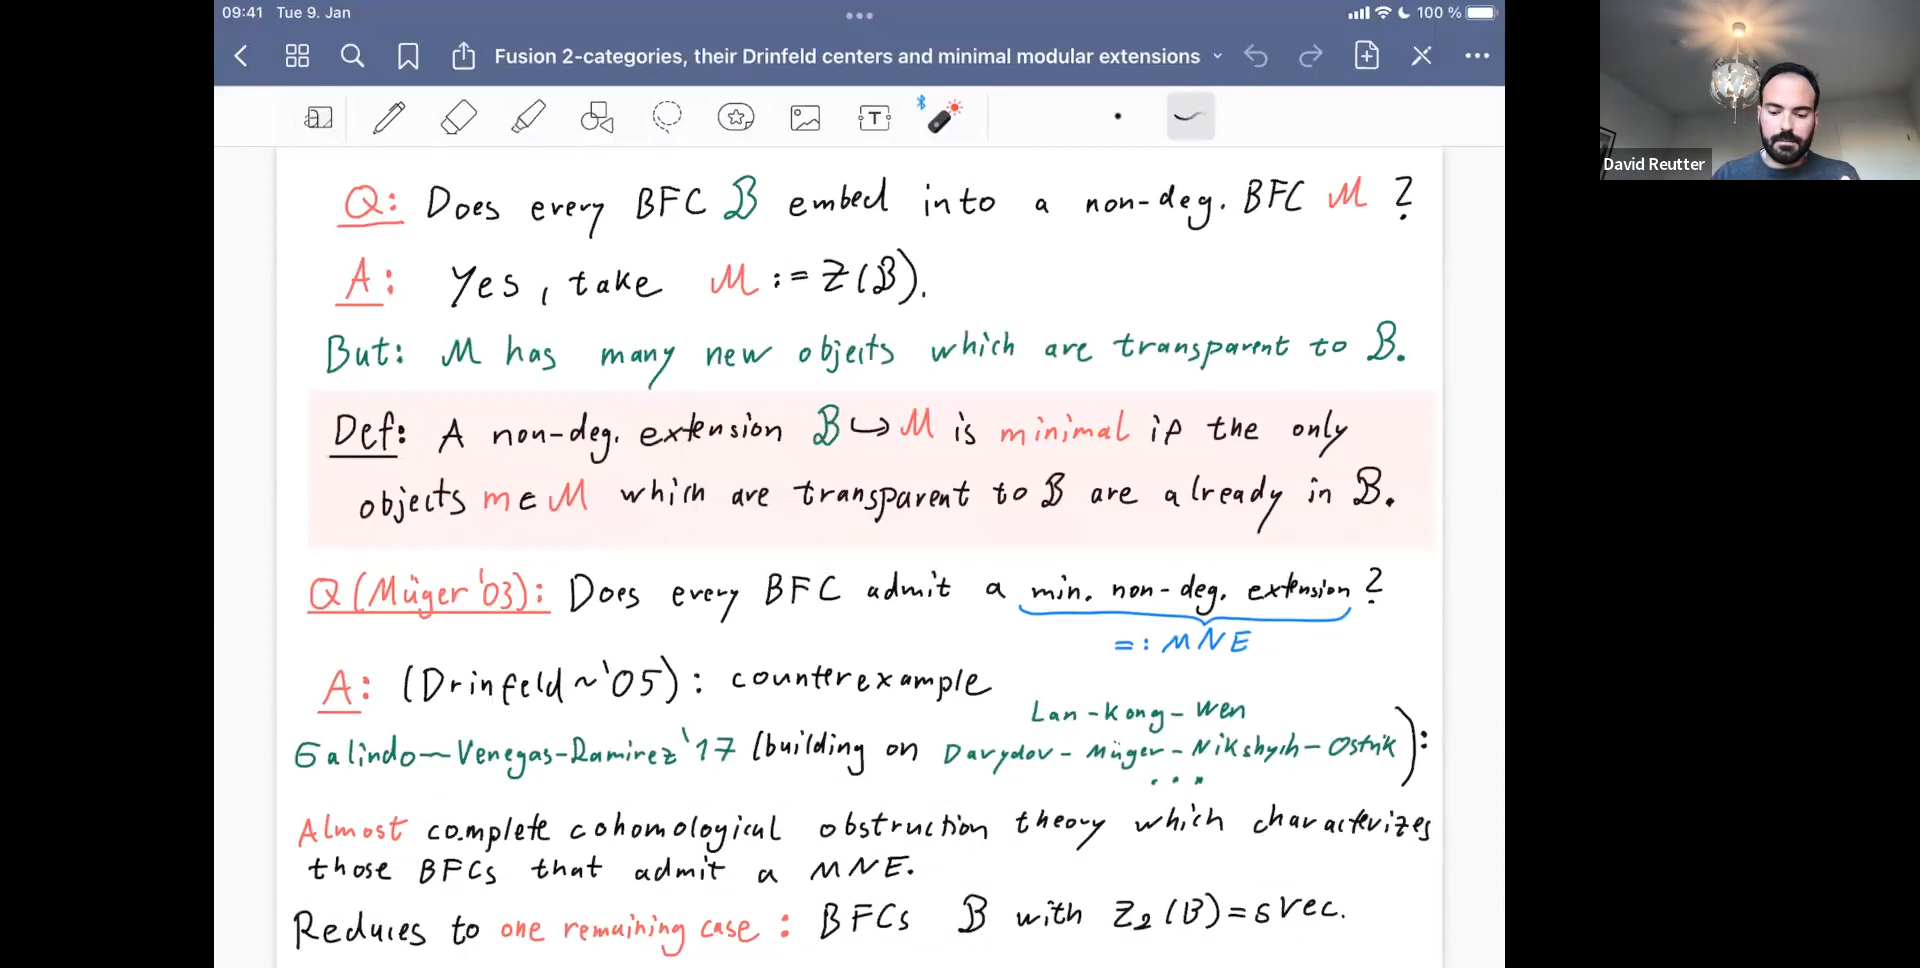 09:41 Tue 9. Jan
100 %
Fusion 2-categories, their Drinfeld centers and minimal modular extensions
T
David Reutter
Q: Does every BFC B embed into a non-deg. BFC M ?
A: Yes, take M := Z(B).
But: M has many new objects which are transparent to B.
Def: A non-deg. extension B ↪ M is minimal if the only
objects m ∈ M which are transparent to B are already in B.
Q (Müger '03): Does every BFC admit a min. non-deg. extension ?
=: MNE
A: (Drinfeld ~'05): counterexample
Lan-Kong-Wen
Galindo-Venegas-Ramirez '17 (building on Davydov-Müger-Nikshych-Ostrik ):
...
Almost complete cohomological obstruction theory which characterizes
those BFCs that admit a MNE.
Reduces to one remaining case: BFCs B with Z₂(B)=sVec.